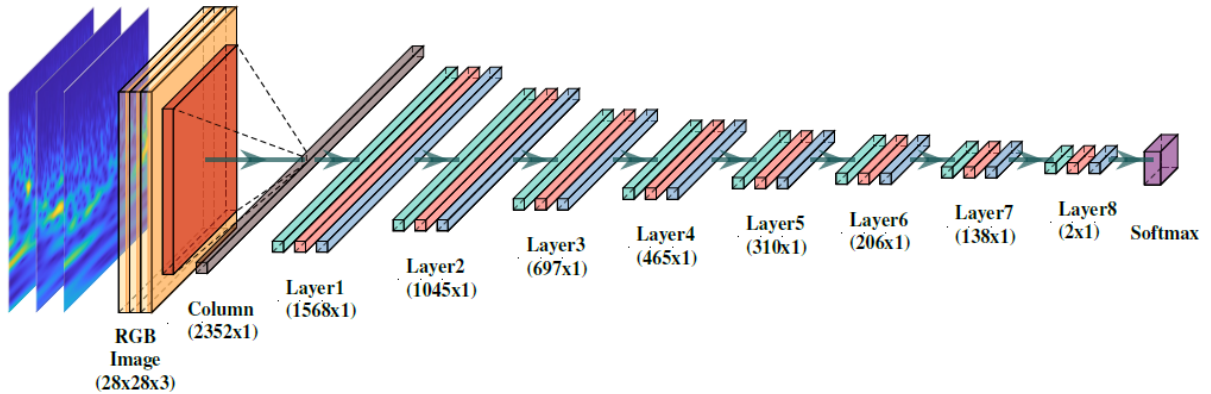 RGB
Image
(28x28x3)
Column
(2352x1)
Layer1
(1568x1)
Layer2
(1045x1)
Layer3
(697x1)
Layer4
(465x1)
Layer5
(310x1)
Layer6
(206x1)
Layer7
(138x1)
Layer8
(2x1)
Softmax